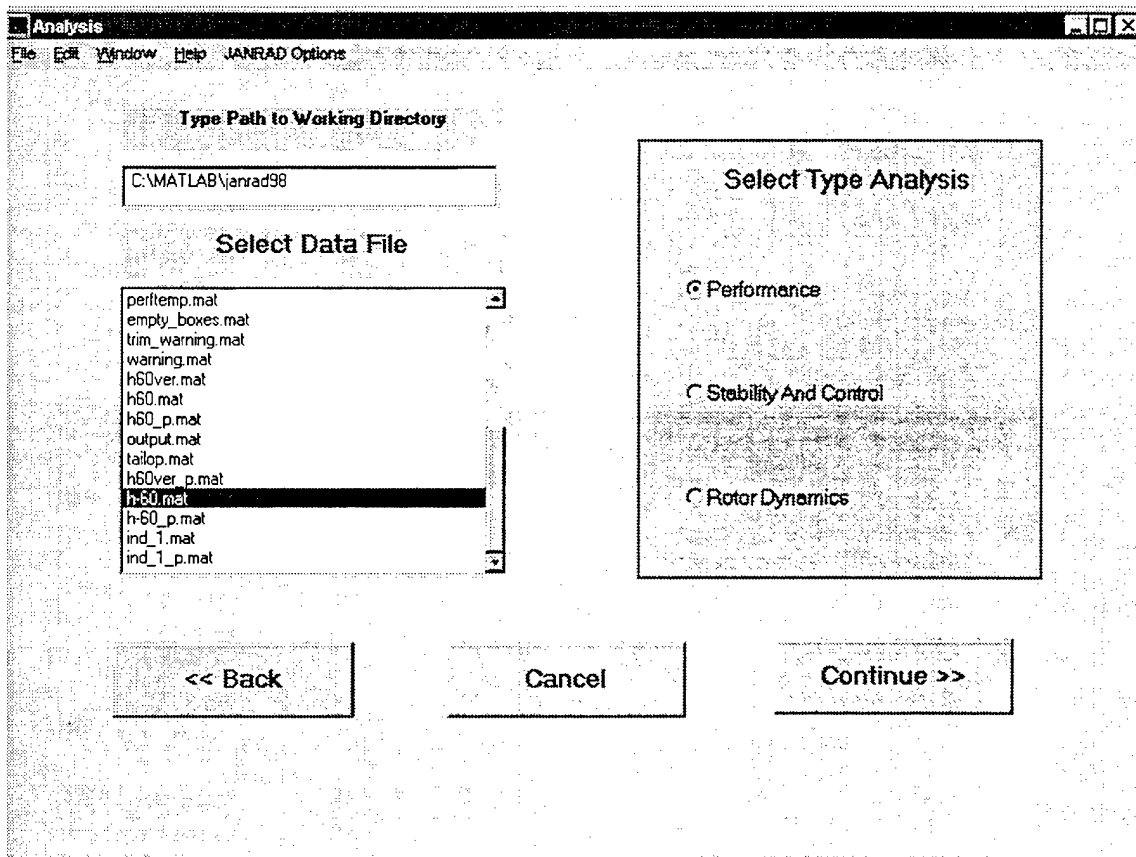 Analysis
File Edit Window Help JANRAD Options
Type Path to Working Directory
C:\MATLAB\janrad98
Select Data File
perftemp.mat
empty_boxes.mat
trim_warning.mat
warning.mat
h60ver.mat
h60.mat
h60_p.mat
output.mat
tailop.mat
h60ver_p.mat
h-60.mat
h-60_p.mat
ind_1.mat
ind_1_p.mat
Select Type Analysis
Performance
Stability And Control
Rotor Dynamics
<< Back Cancel Continue >>